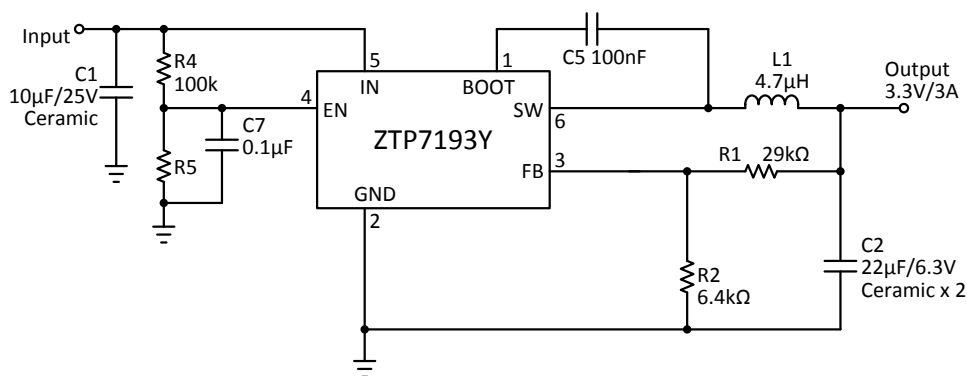 Input
C1
10µF/25V
Ceramic
R4
100k
R5
C7
0.1µF
4
EN
5
IN
1
BOOT
C5 100nF
SW
6
ZTP7193Y
FB
3
GND
2
L1
4.7µH
Output
3.3V/3A
R1
29kΩ
R2
6.4kΩ
C2
22µF/6.3V
Ceramic x 2